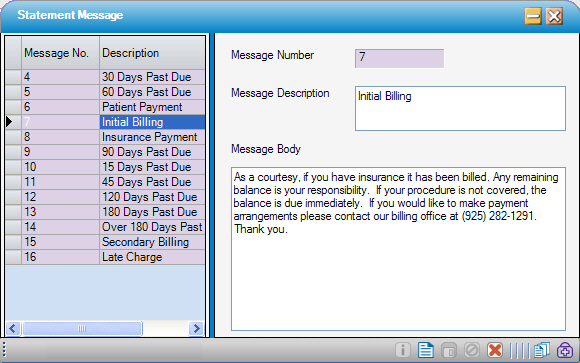 Statement Message
Message No. Description
4 30 Days Past Due
5 60 Days Past Due
6 Patient Payment
7 Initial Billing
8 Insurance Payment
9 90 Days Past Due
10 15 Days Past Due
11 45 Days Past Due
12 120 Days Past Due
13 180 Days Past Due
14 Over 180 Days Past
15 Secondary Billing
16 Late Charge
Message Number 7
Message Description Initial Billing
Message Body
As a courtesy, if you have insurance it has been billed. Any remaining
balance is your responsibility.  If your procedure is not covered, the
balance is due immediately.  If you would like to make payment
arrangements please contact our billing office at (925) 282-1291.
Thank you.